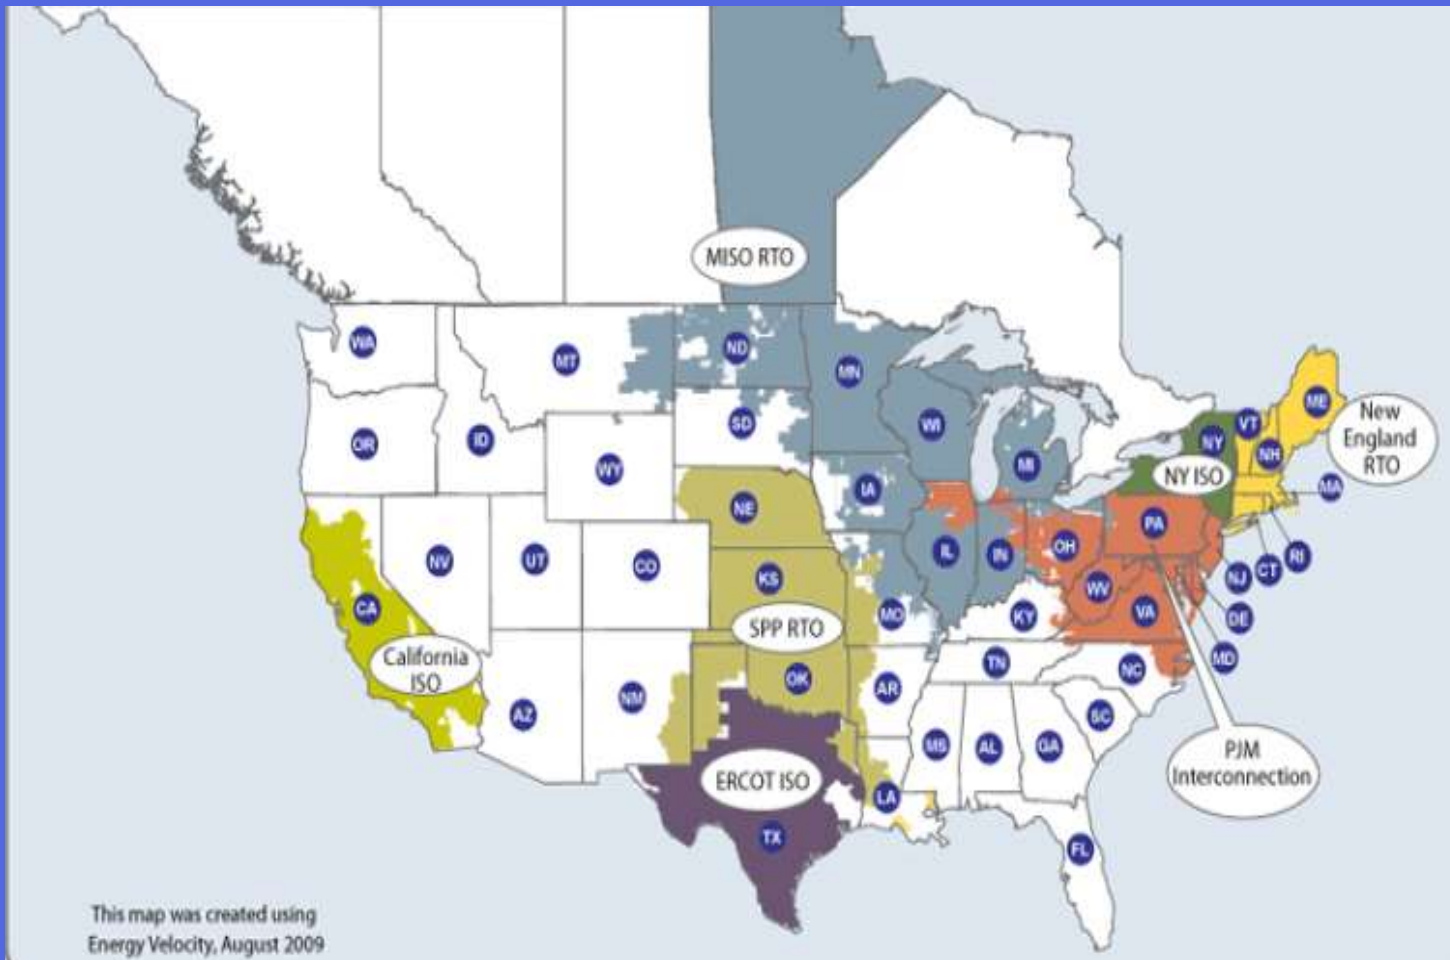 MISO RTO
WA
MT
ND
MN
OR
ID
SD
WI
WY
MI
NY
VT
NH
ME
New
England
RTO
NY ISO
MA
IA
NE
PA
NV
UT
CO
KS
IL
IN
OH
WV
VA
NJ
CT
RI
CA
MO
KY
DE
SPP RTO
California
ISO
TN
NC
MD
AZ
NM
OK
AR
SC
MS
AL
GA
PJM
Interconnection
ERCOT ISO
LA
TX
FL
This map was created using
Energy Velocity, August 2009